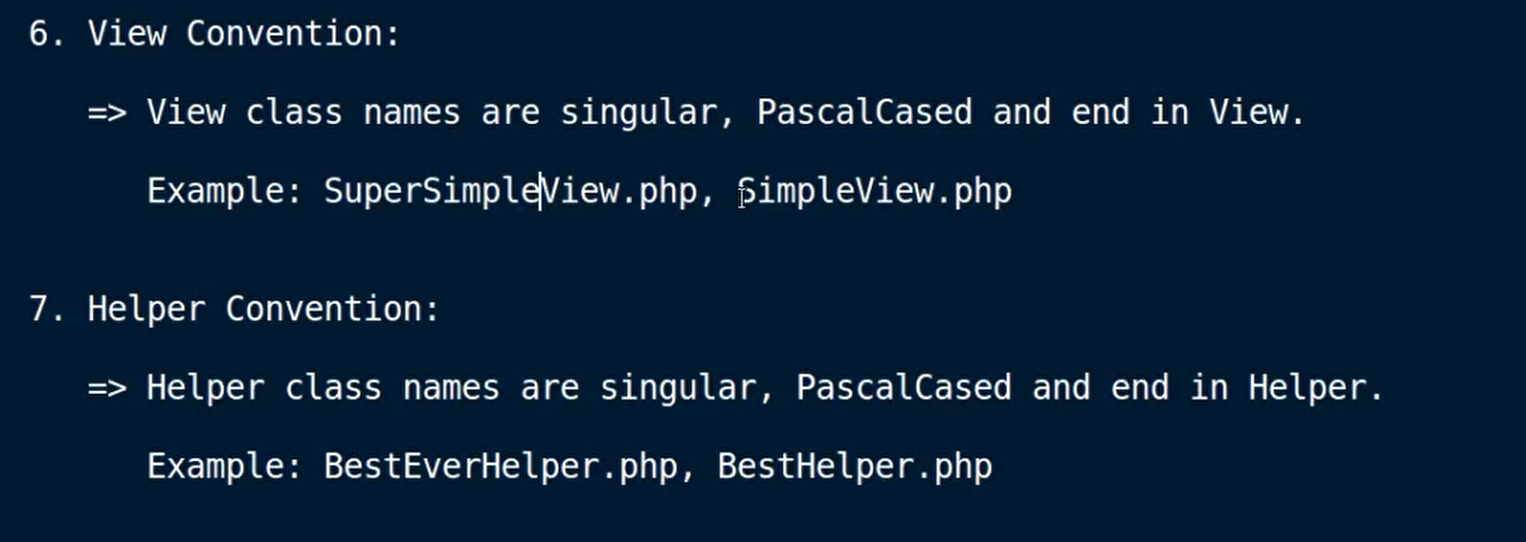 6. View Convention:
=> View class names are singular, PascalCased and end in View.
Example: SuperSimpleView.php, SimpleView.php
7. Helper Convention:
=> Helper class names are singular, PascalCased and end in Helper.
Example: BestEverHelper.php, BestHelper.php